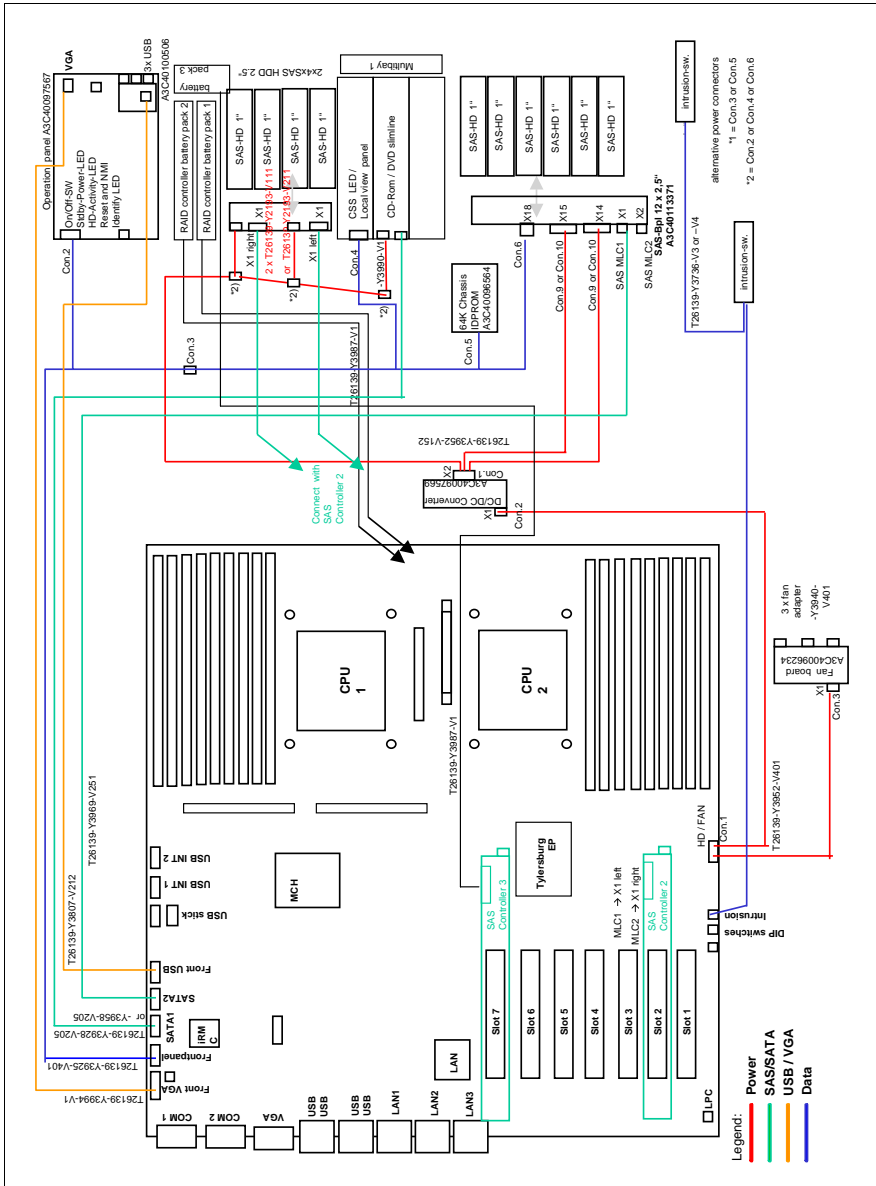 Operation panel A3C40097567
VGA
On/Off-SW
Stdby-Power-LED
HD-Activity-LED
Reset and NMI
Identify LED
3x USB
A3C40100506
Con.2
battery
pack 3
RAID controller battery pack 2
RAID controller battery pack 1
2x4xSAS HDD 2.5"
SAS-HD 1"
SAS-HD 1"
SAS-HD 1"
SAS-HD 1"
X1
X1 right
2 x T26139-Y2193-V111
or T26139-Y2193-V211
X1
X1 left
*2)
*2)
*2)
Multibay 1
CSS LED /
Local view panel
CD-Rom / DVD slimline
Con.4
-Y3990-V1
SAS-HD 1"
SAS-HD 1"
SAS-HD 1"
SAS-HD 1"
SAS-HD 1"
SAS-HD 1"
X18
X15
X14
X1
X2
SAS-Bpl 12 x 2,5"
A3C40113371
Con.6
Con.9 or Con.10
Con.9 or Con.10
SAS MLC1
SAS MLC2
intrusion-sw.
intrusion-sw.
T26139-Y3736-V3 or –V4
alternative power connectors
*1 = Con.3 or Con.5
*2 = Con.2 or Con.4 or Con.6
64K Chassis
IDPROM
A3C40096564
Con.5
Con.3
T26139-Y3987-V1
T26139-Y3952-V152
Connect with
SAS
Controller 2
X2
Con.1
DC/DC Converter
A3C40097569
X1
Con.2
3 x fan
adapter
-Y3940-
V401
Fan
board
A3C40096234
X1
Con.3
T26139-Y3952-V401
CPU
1
CPU
2
T26139-Y3987-V1
T26139-Y3969-V251
T26139-Y3807-V212
or -Y3958-V205
T26139-Y3928-V205
T26139-Y3925-V401
T26139-Y3994-V1
USB INT 2
USB INT 1
USB stick
Front USB
SATA2
SATA1
Frontpanel
Front VGA
MCH
iRM
C
Tylersburg
EP
HD / FAN
Con.1
SAS
Controller 3
MLC1 → X1 left
MLC2 → X1 right
SAS
Controller 2
Intrusion
DIP switches
Slot 7
Slot 6
Slot 5
Slot 4
Slot 3
Slot 2
Slot 1
LAN
LPC
COM 1
COM 2
VGA
USB
USB
USB
USB
LAN1
LAN2
LAN3
Legend:
Power
SAS/SATA
USB / VGA
Data